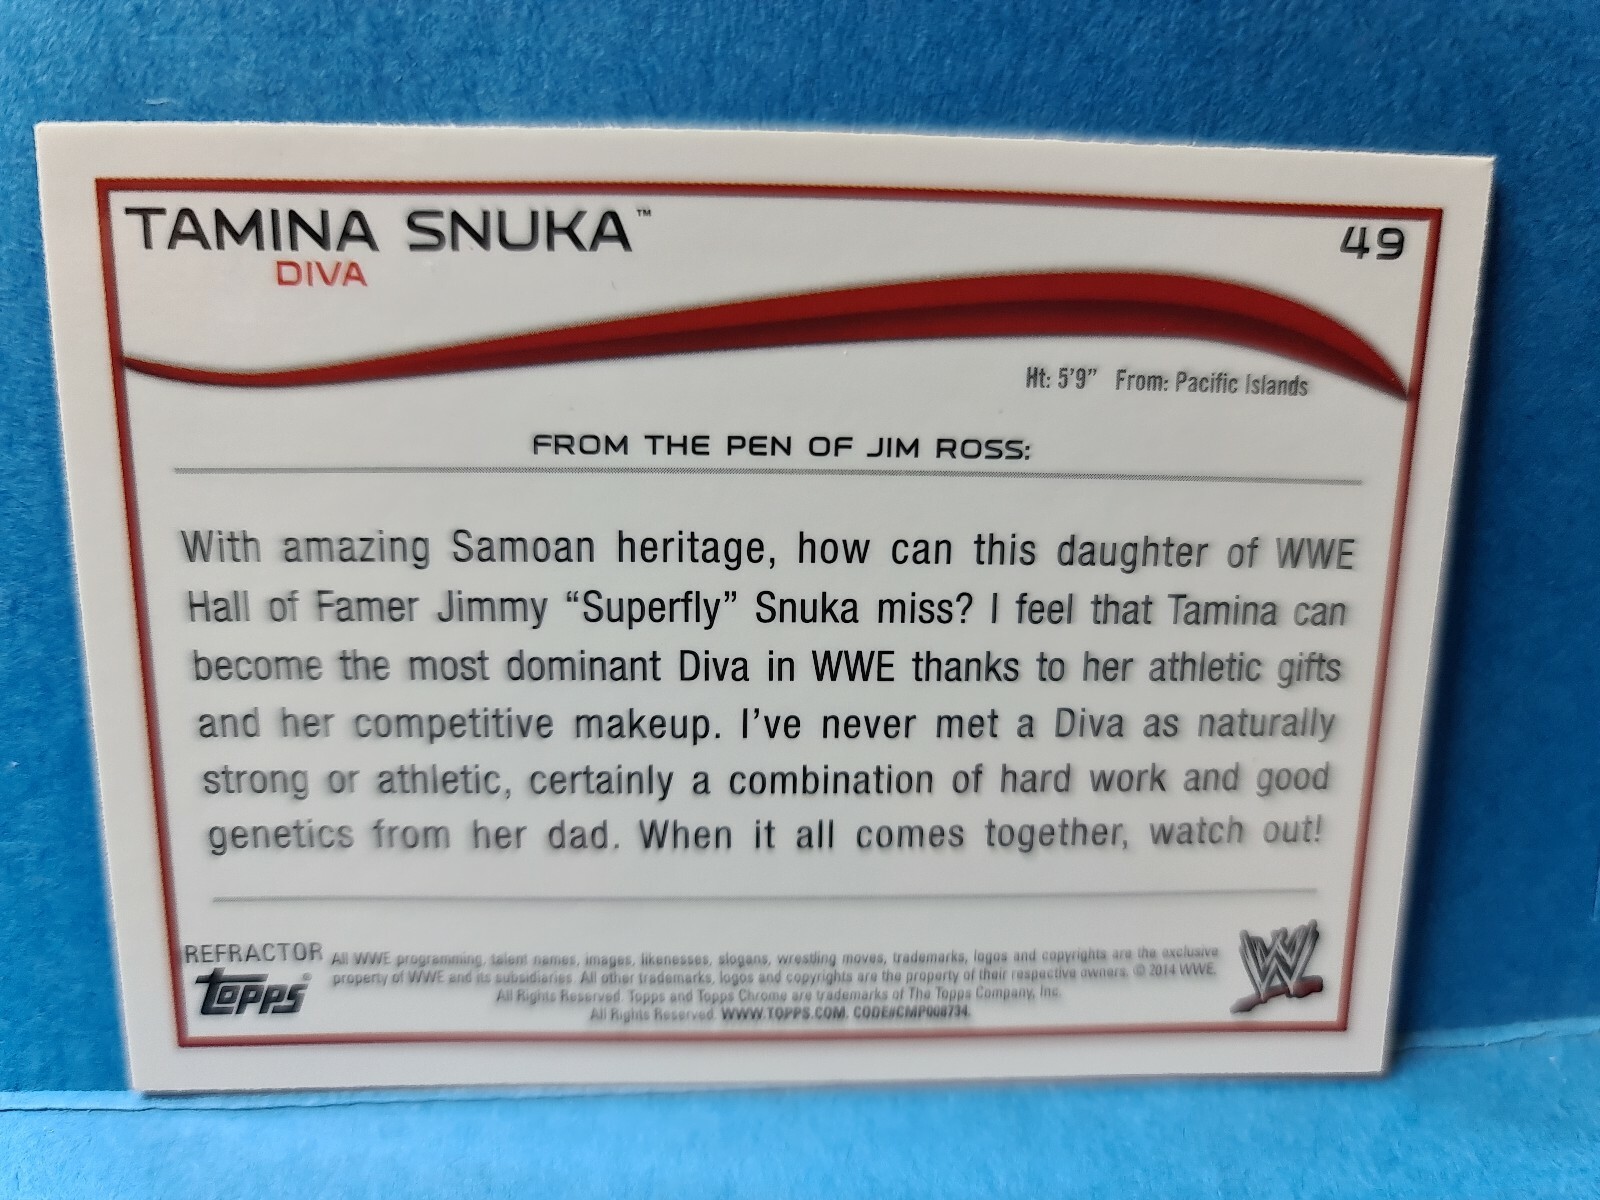 TAMINA SNUKA™
49
DIVA
Ht: 5'9" From: Pacific Islands
FROM THE PEN OF JIM ROSS:
With amazing Samoan heritage, how can this daughter of WWE
Hall of Famer Jimmy “Superfly” Snuka miss? I feel that Tamina can
become the most dominant Diva in WWE thanks to her athletic gifts
and her competitive makeup. I’ve never met a Diva as naturally
strong or athletic, certainly a combination of hard work and good
genetics from her dad. When it all comes together, watch out!
REFRACTOR
All WWE programming, talent names, images, likenesses, slogans, wrestling moves, trademarks, logos and copyrights are the exclusive
property of WWE and its subsidiaries. All other trademarks, logos and copyrights are the property of their respective owners. © 2014 WWE.
All Rights Reserved. Topps and Topps Chrome are trademarks of The Topps Company, Inc.
All Rights Reserved. WWW.TOPPS.COM. CODE#CMP008734.
Topps®
W